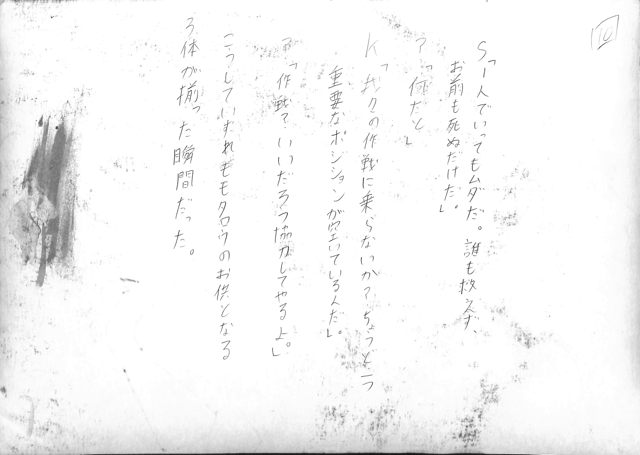 10
S「1人でいってもムダだ。誰も救えず、
お前も死ぬだけだ。」
?「何だと」
K「我々の作戦に乗らないか?ちょうど一つ
重要なポジションが空いているんだ」。
?「作戦?いいだろう協力してやるよ。」
こうしていずれももタロウのお供となる
3体が揃った瞬間だった。